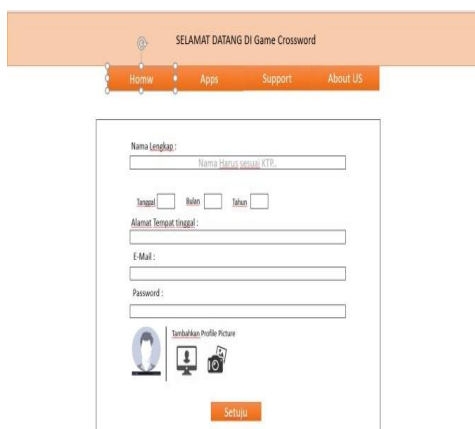 SELAMAT DATANG DI Game Crossword
Homw Apps Support About US
Nama Lengkap :
Nama Harus sesuai KTP..
Tanggal Bulan Tahun
Alamat Tempat tinggal :
E-Mail :
Password :
Tambahkan Profile Picture
Setuju